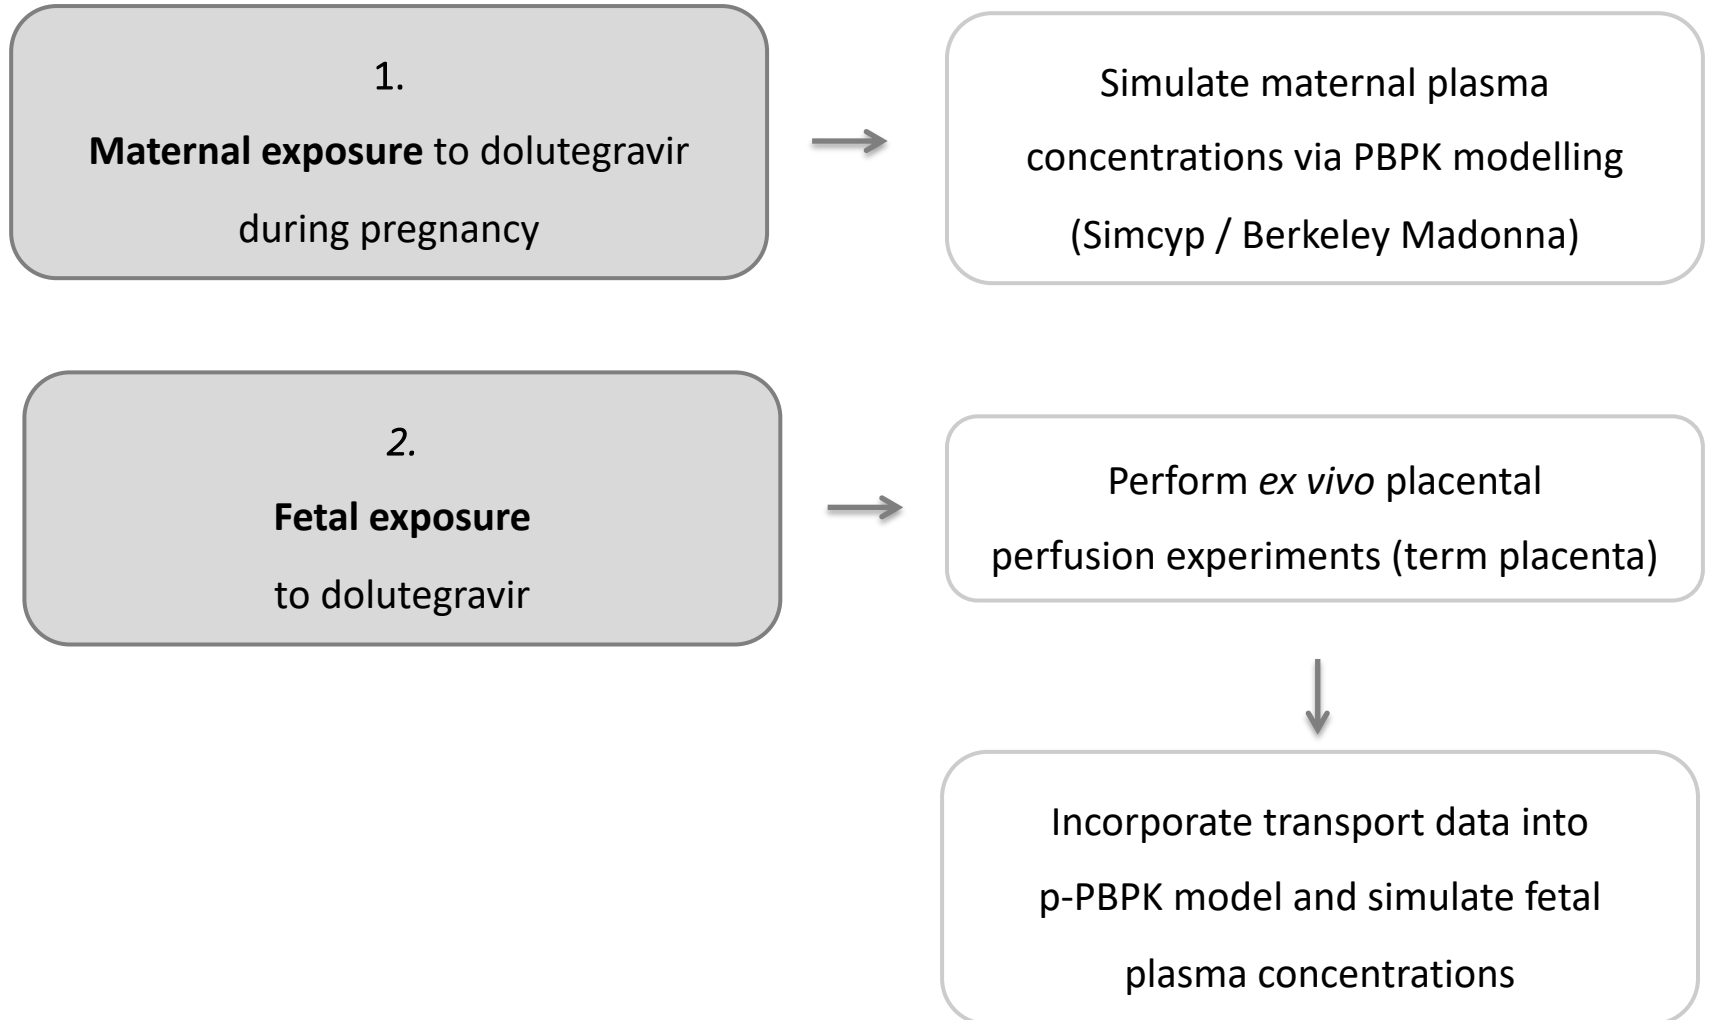 1.
Maternal exposure to dolutegravir
during pregnancy
Simulate maternal plasma
concentrations via PBPK modelling
(Simcyp / Berkeley Madonna)
2.
Fetal exposure
to dolutegravir
Perform ex vivo placental
perfusion experiments (term placenta)
Incorporate transport data into
p-PBPK model and simulate fetal
plasma concentrations